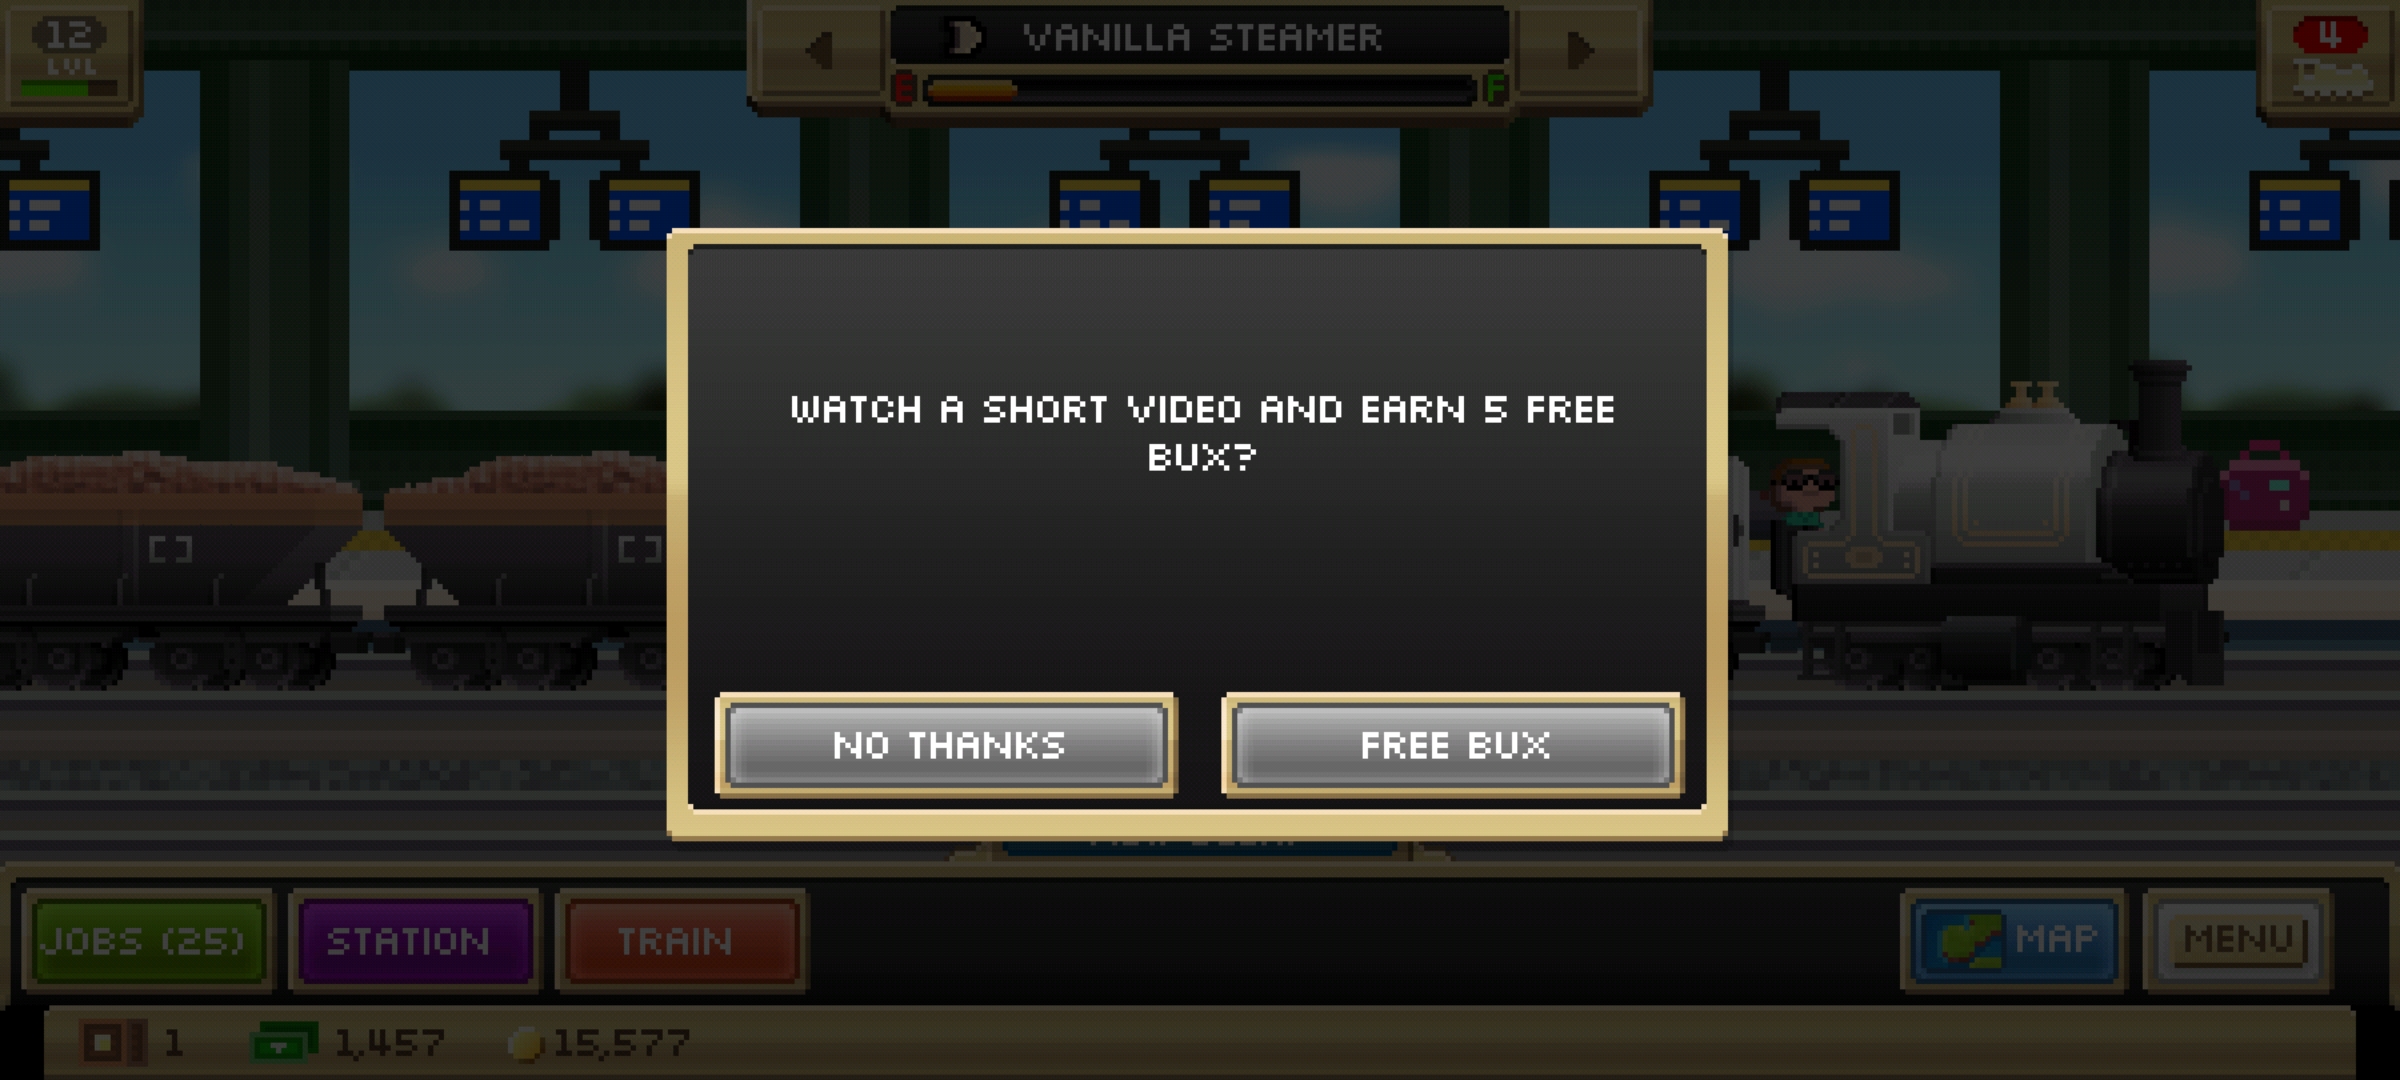 12
LVL
VANILLA STEAMER
E
F
4
WATCH A SHORT VIDEO AND EARN 5 FREE
BUX?
NO THANKS
FREE BUX
JOBS (25)
STATION
TRAIN
MAP
MENU
1
1,457
15,577